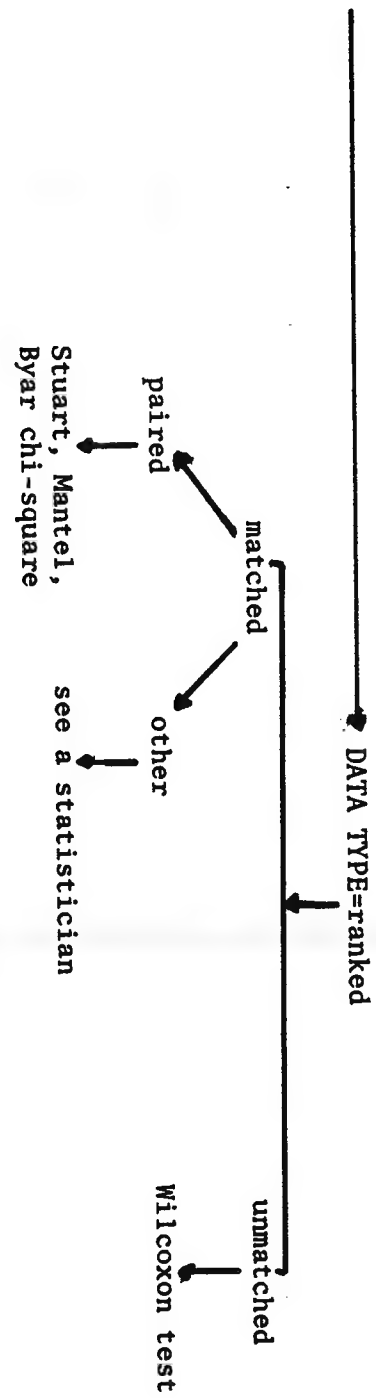 DATA TYPE=ranked
matched
unmatched
paired
other
Wilcoxon test
Stuart, Mantel,
Byar chi-square
see a statistician